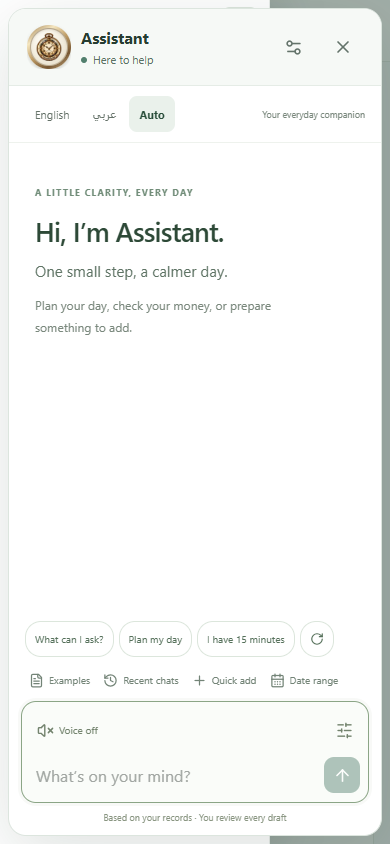 Assistant
Here to help
English
عربي
Auto
Your everyday companion
A LITTLE CLARITY, EVERY DAY
Hi, I’m Assistant.
One small step, a calmer day.
Plan your day, check your money, or prepare
something to add.
What can I ask?
Plan my day
I have 15 minutes
Examples
Recent chats
Quick add
Date range
Voice off
What’s on your mind?
Based on your records · You review every draft